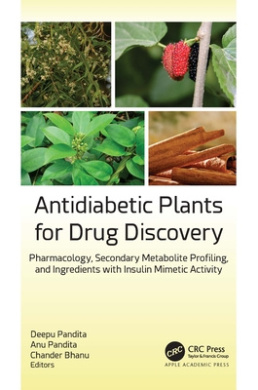 Antidiabetic Plants
for Drug Discovery
Pharmacology, Secondary Metabolite Profiling,
and Ingredients with Insulin Mimetic Activity
Deepu Pandita
Anu Pandita
Chander Bhanu
Editors
CRC
CRC Press
Taylor & Francis Group
APPLE ACADEMIC PRESS